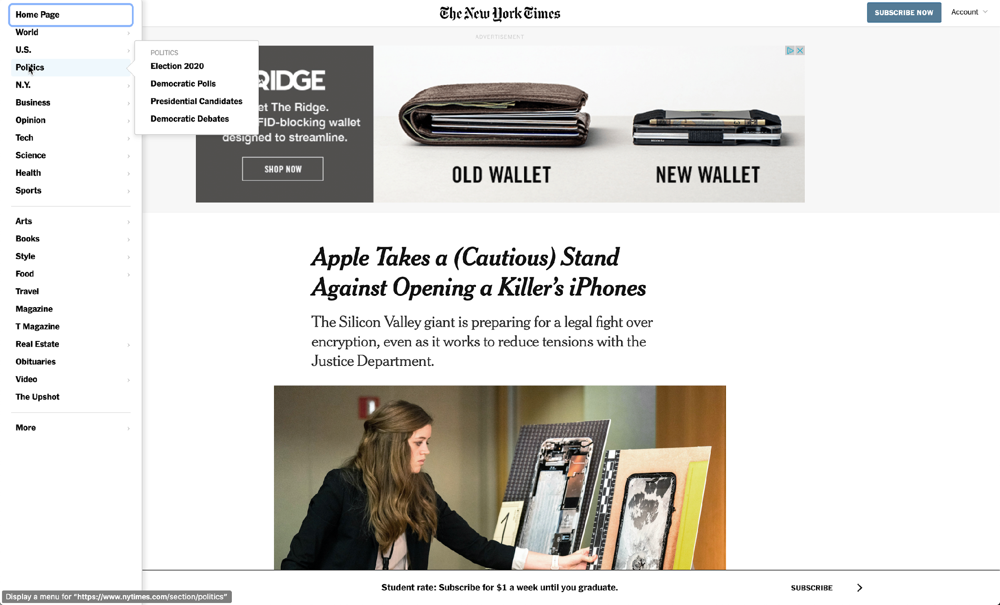 Home Page
World
U.S.
Politics
N.Y.
Business
Opinion
Tech
Science
Health
Sports
Arts
Books
Style
Food
Travel
Magazine
T Magazine
Real Estate
Obituaries
Video
The Upshot
More
POLITICS
Election 2020
Democratic Polls
Presidential Candidates
Democratic Debates
The New York Times
SUBSCRIBE NOW
Account
ADVERTISEMENT
RIDGE
et The Ridge.
FID-blocking wallet
designed to streamline.
SHOP NOW
OLD WALLET
NEW WALLET
Apple Takes a (Cautious) Stand
Against Opening a Killer’s iPhones
The Silicon Valley giant is preparing for a legal fight over
encryption, even as it works to reduce tensions with the
Justice Department.
1
Student rate: Subscribe for $1 a week until you graduate.
SUBSCRIBE
Display a menu for “https://www.nytimes.com/section/politics”